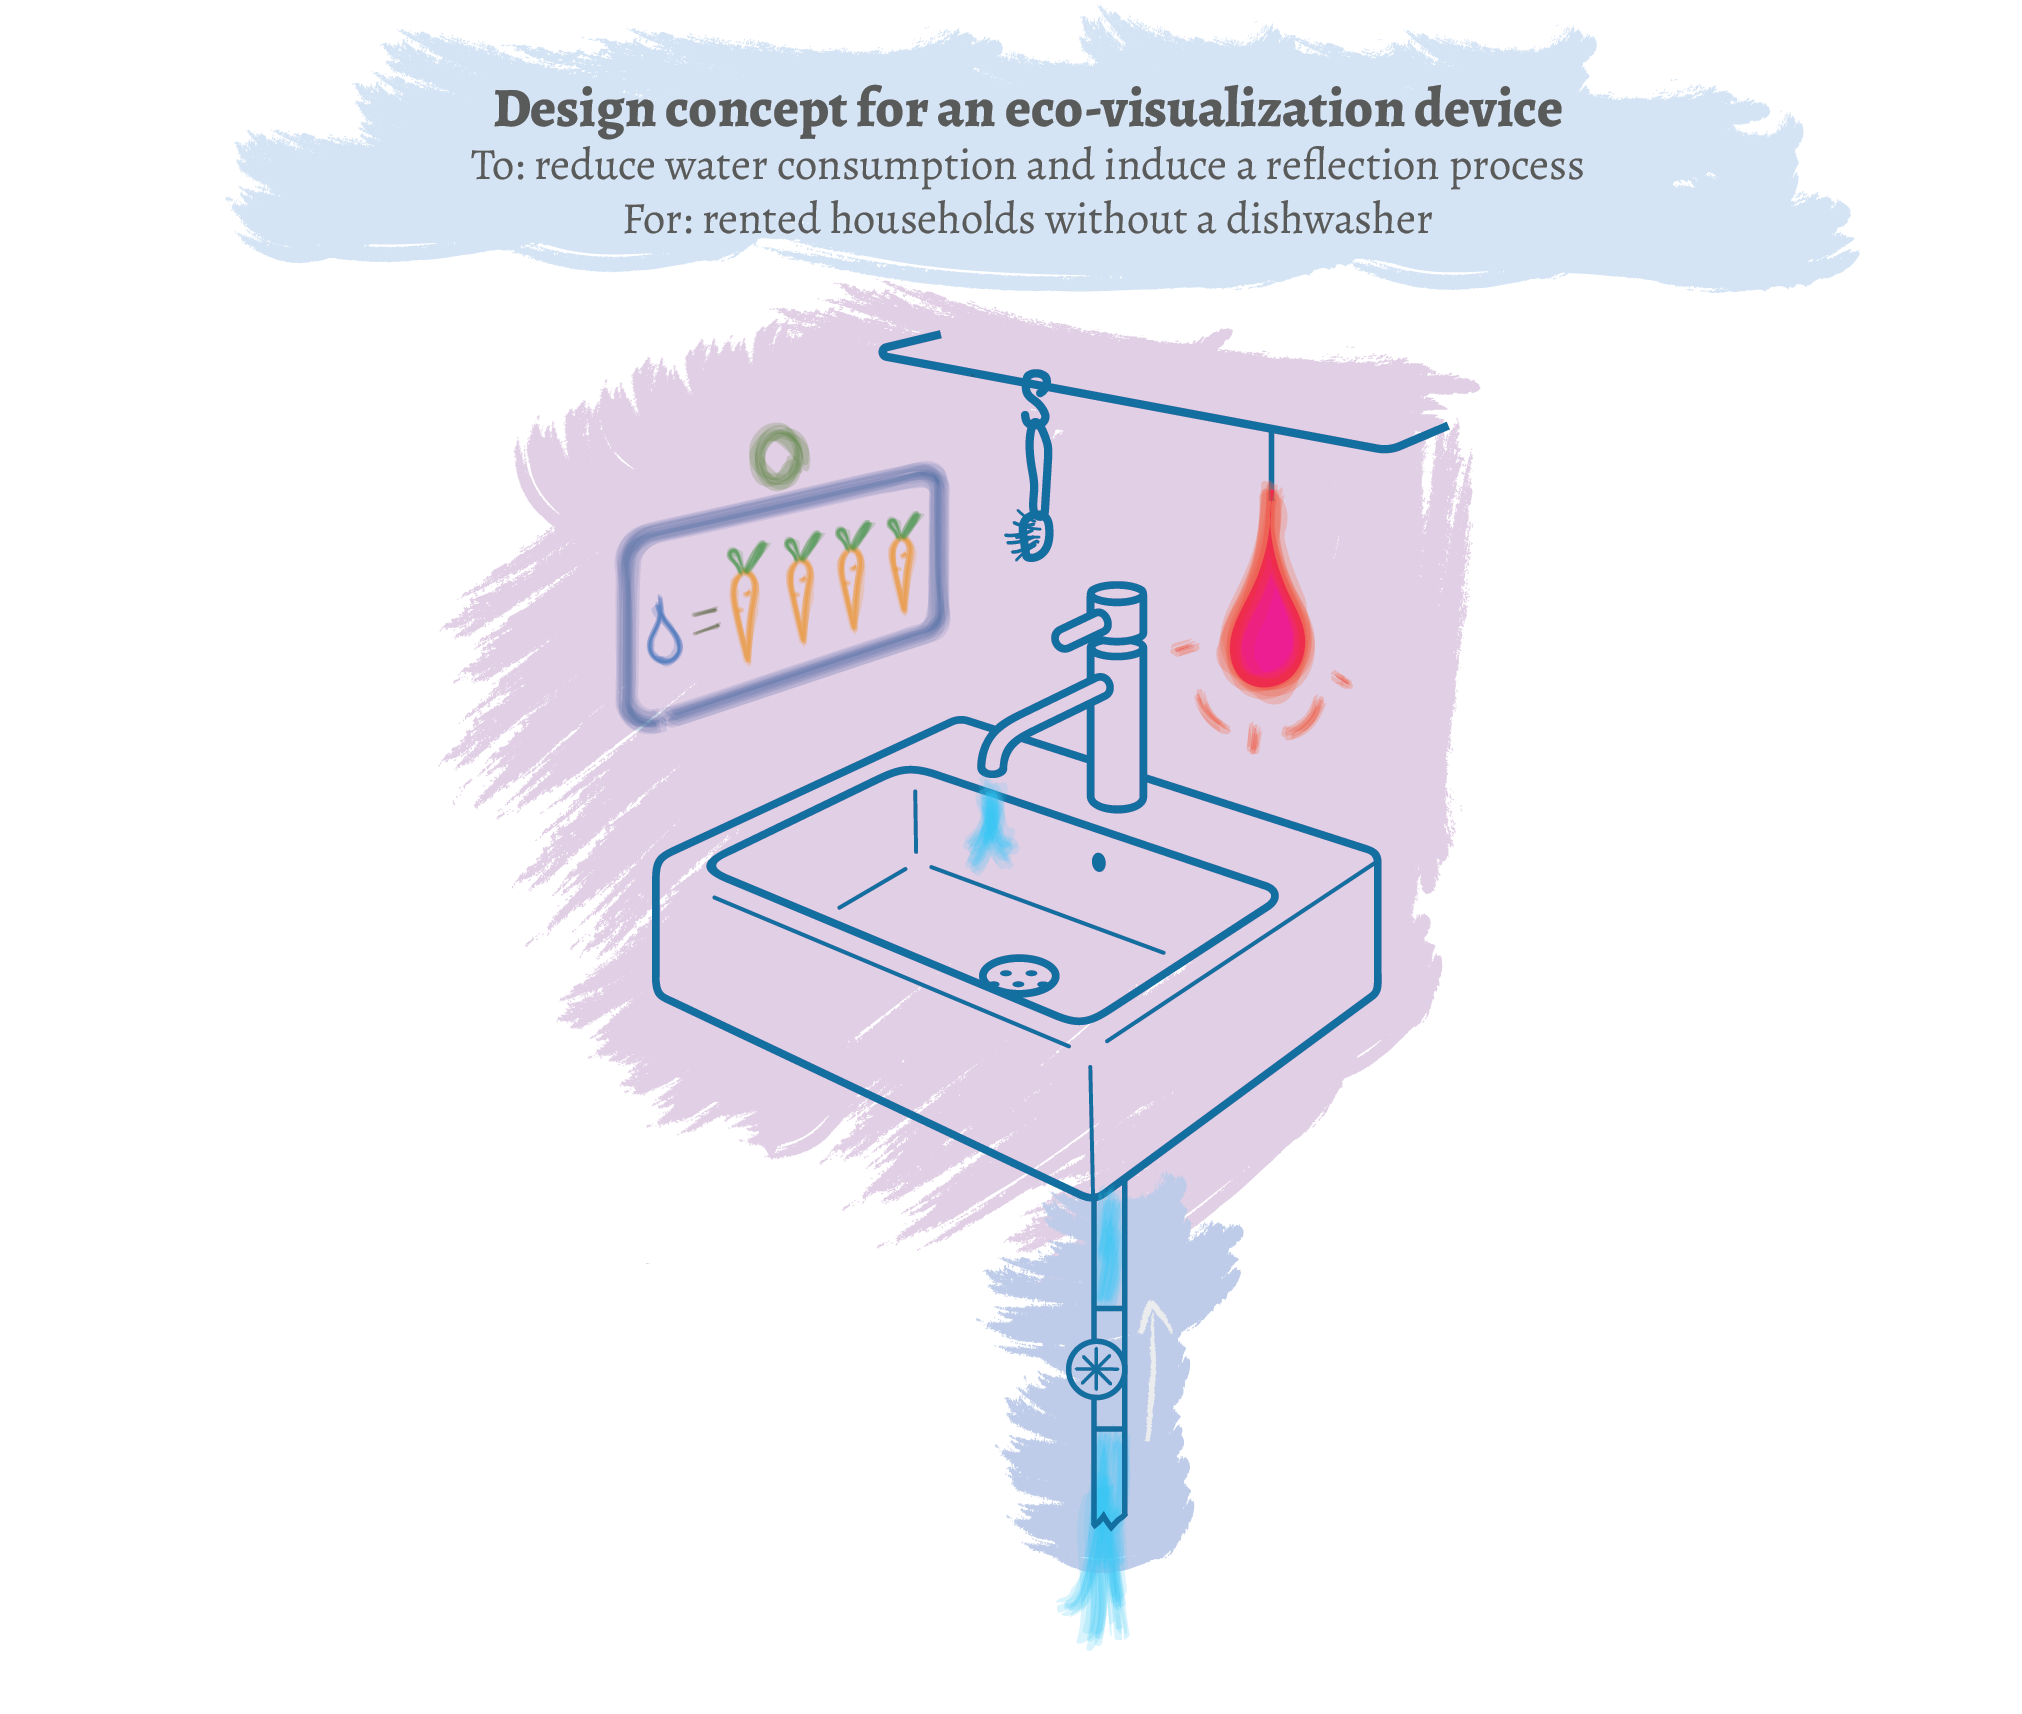 Design concept for an eco-visualization device
To: reduce water consumption and induce a reflection process
For: rented households without a dishwasher
=